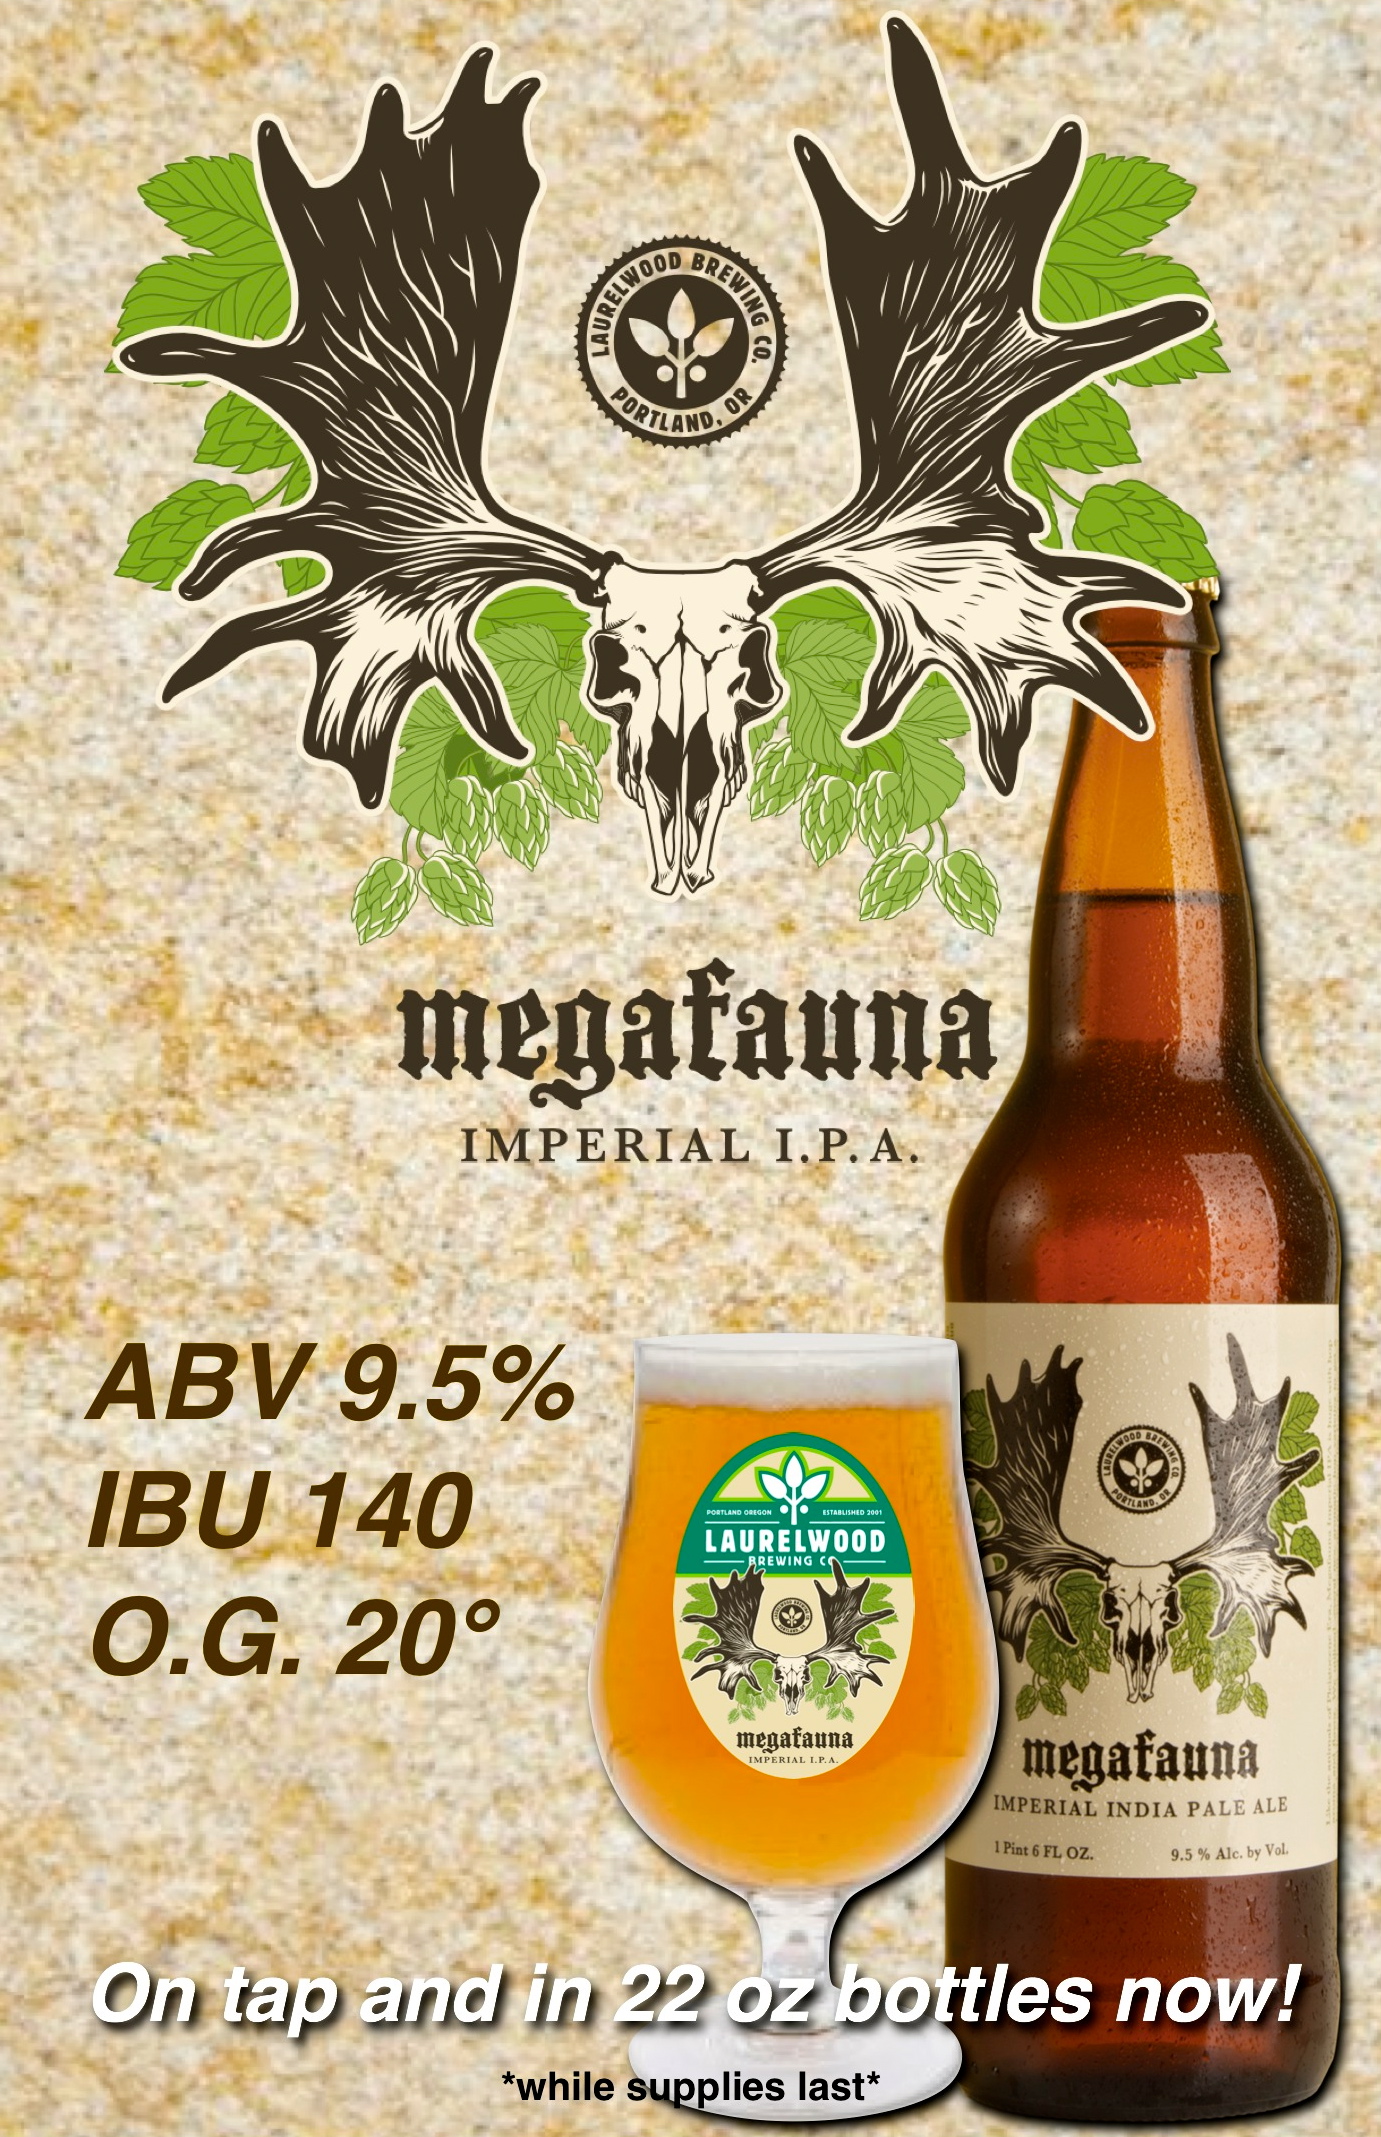 LAURELWOOD BREWING CO.
PORTLAND, OR
megafauna
IMPERIAL I.P.A.
ABV 9.5%
IBU 140
O.G. 20°
PORTLAND OREGON ESTABLISHED 2001
LAURELWOOD
BREWING CO
megafauna
IMPERIAL I.P.A.
LAURELWOOD BREWING CO.
PORTLAND, OR
megafauna
IMPERIAL INDIA PALE ALE
1 Pint 6 FL OZ. 9.5 % Alc. by Vol.
On tap and in 22 oz bottles now!
*while supplies last*